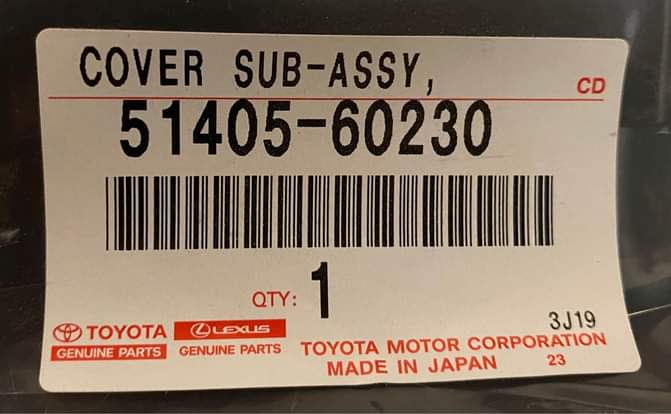 COVER SUB-ASSY,
CD
51405-60230
QTY: 1
3J19
TOYOTA LEXUS
GENUINE PARTS GENUINE PARTS
TOYOTA MOTOR CORPORATION
MADE IN JAPAN 23